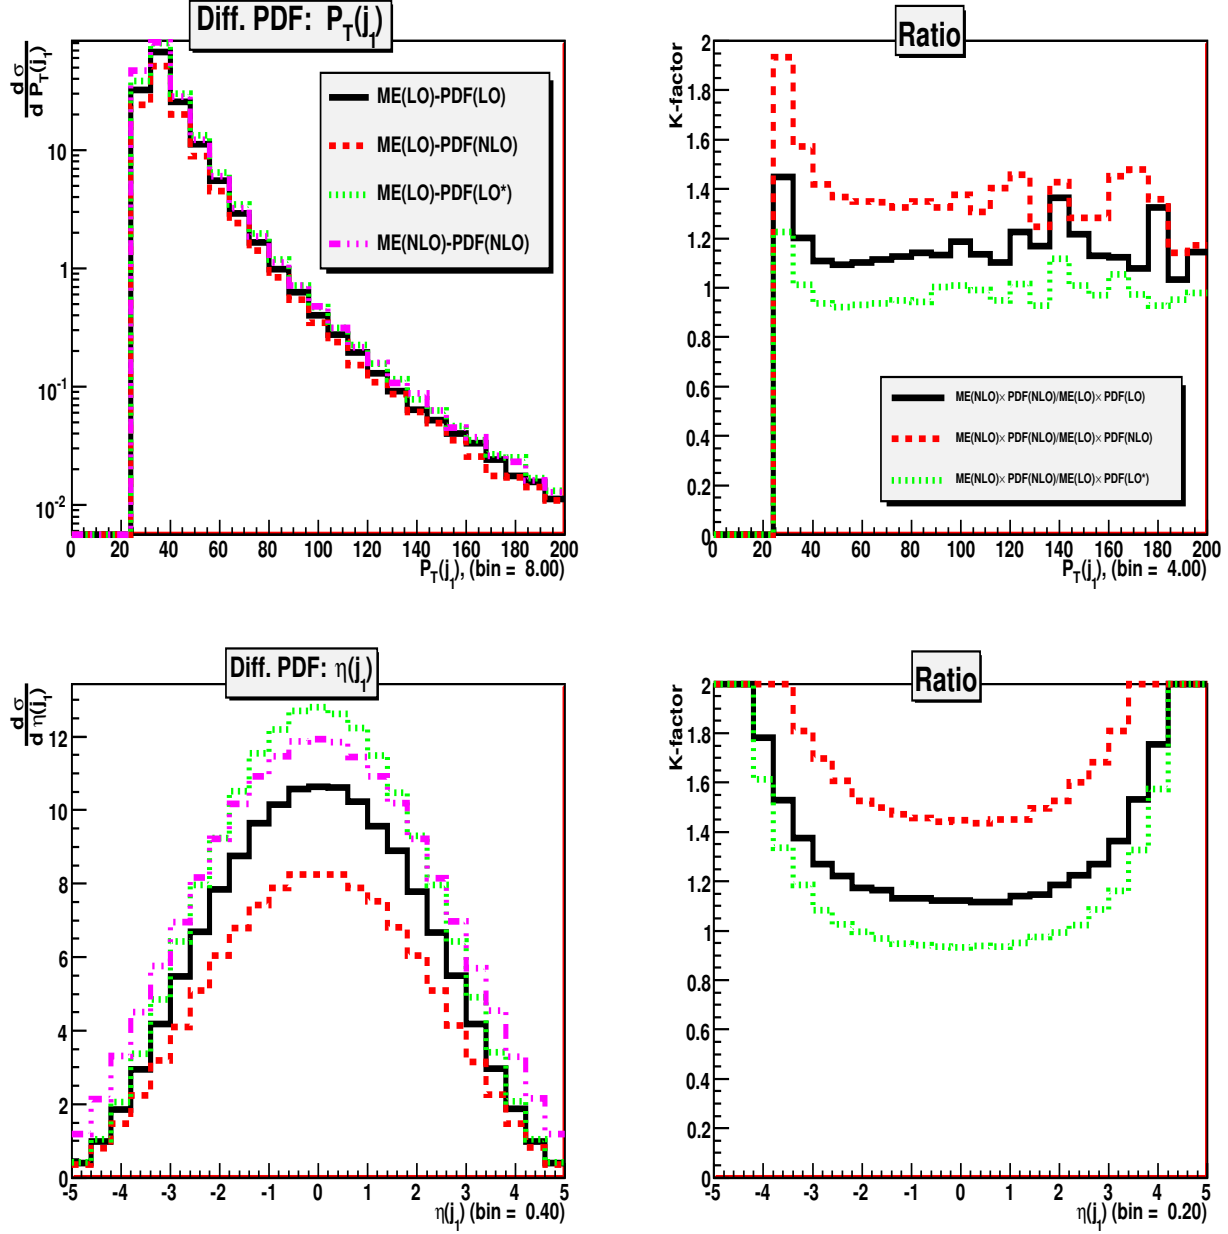 Diff. PDF: P_T(j_1)
d σ
d P_T(j_1)
ME(LO)-PDF(LO)
ME(LO)-PDF(NLO)
ME(LO)-PDF(LO*)
ME(NLO)-PDF(NLO)
10
1
10^-1
10^-2
0 20 40 60 80 100 120 140 160 180 200
P_T(j_1), (bin = 8.00)
Ratio
K-factor
2
1.8
1.6
1.4
1.2
1
0.8
0.6
0.4
0.2
0
ME(NLO)× PDF(NLO)/ME(LO)× PDF(LO)
ME(NLO)× PDF(NLO)/ME(LO)× PDF(NLO)
ME(NLO)× PDF(NLO)/ME(LO)× PDF(LO*)
0 20 40 60 80 100 120 140 160 180 200
P_T(j_1), (bin = 4.00)
Diff. PDF: η(j_1)
d σ
d η(j_1)
12
10
8
6
4
2
0
-5 -4 -3 -2 -1 0 1 2 3 4 5
η(j_1) (bin = 0.40)
Ratio
K-factor
2
1.8
1.6
1.4
1.2
1
0.8
0.6
0.4
0.2
0
-5 -4 -3 -2 -1 0 1 2 3 4 5
η(j_1) (bin = 0.20)